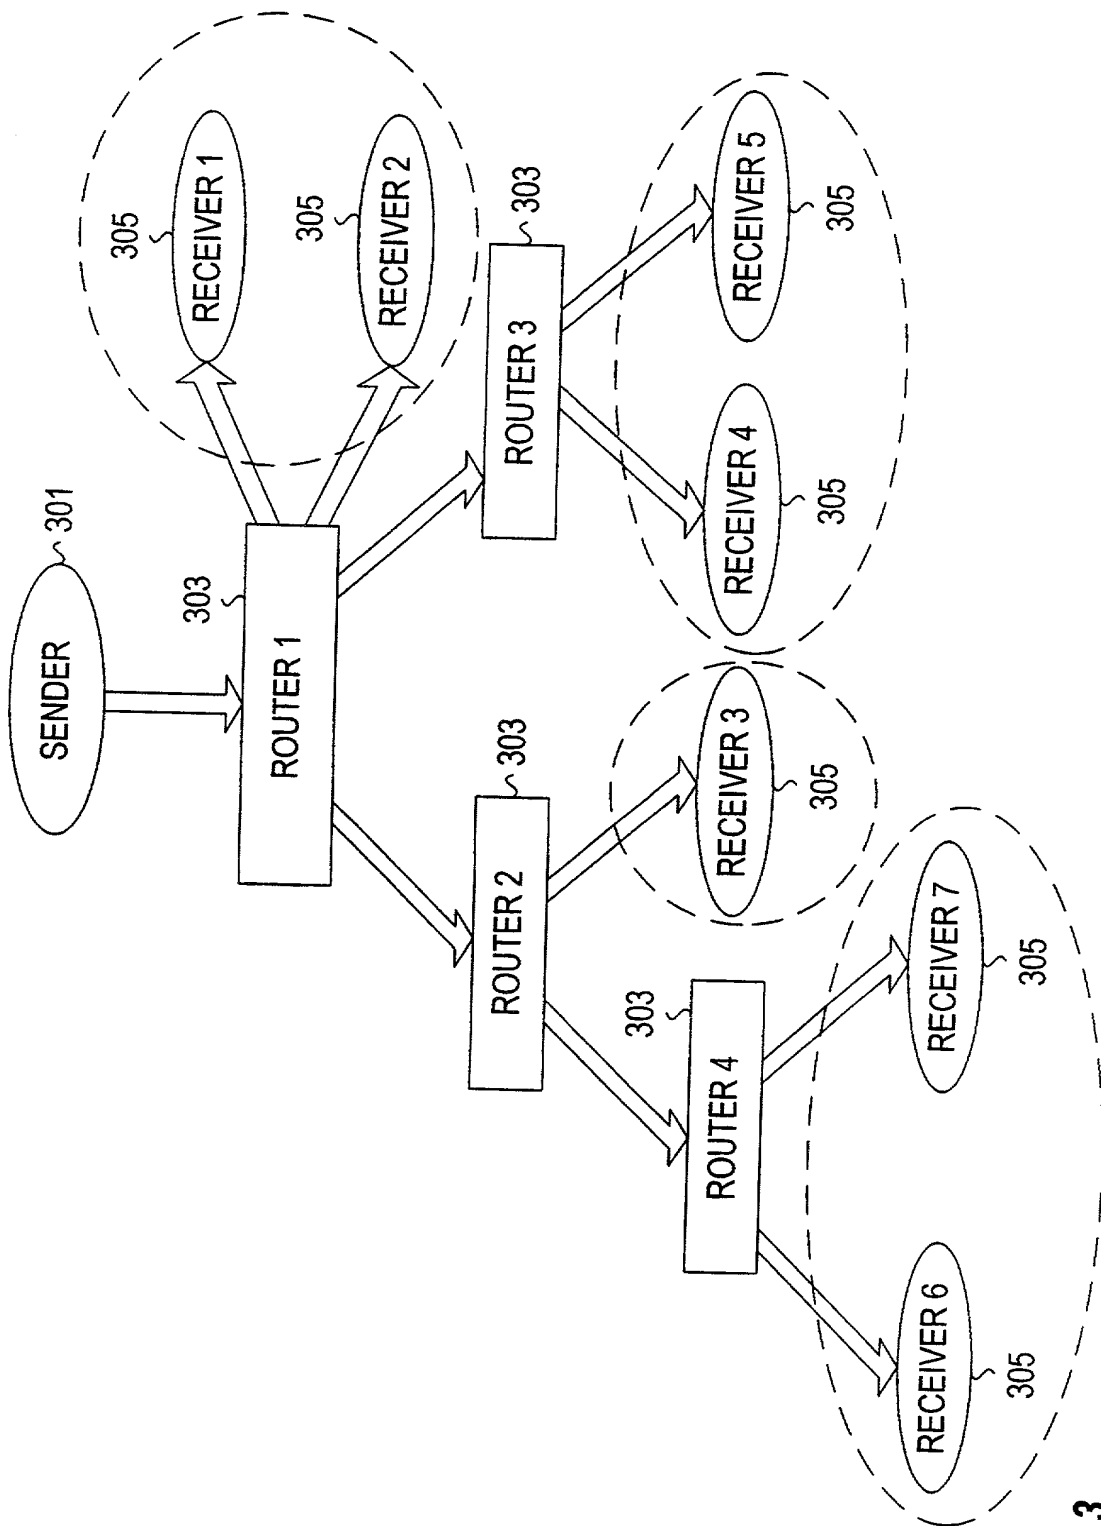 SENDER
301
303
ROUTER 1
305
RECEIVER 1
305
RECEIVER 2
303
ROUTER 2
303
ROUTER 3
303
ROUTER 4
RECEIVER 3
305
RECEIVER 4
305
RECEIVER 5
305
RECEIVER 6
305
RECEIVER 7
305
3